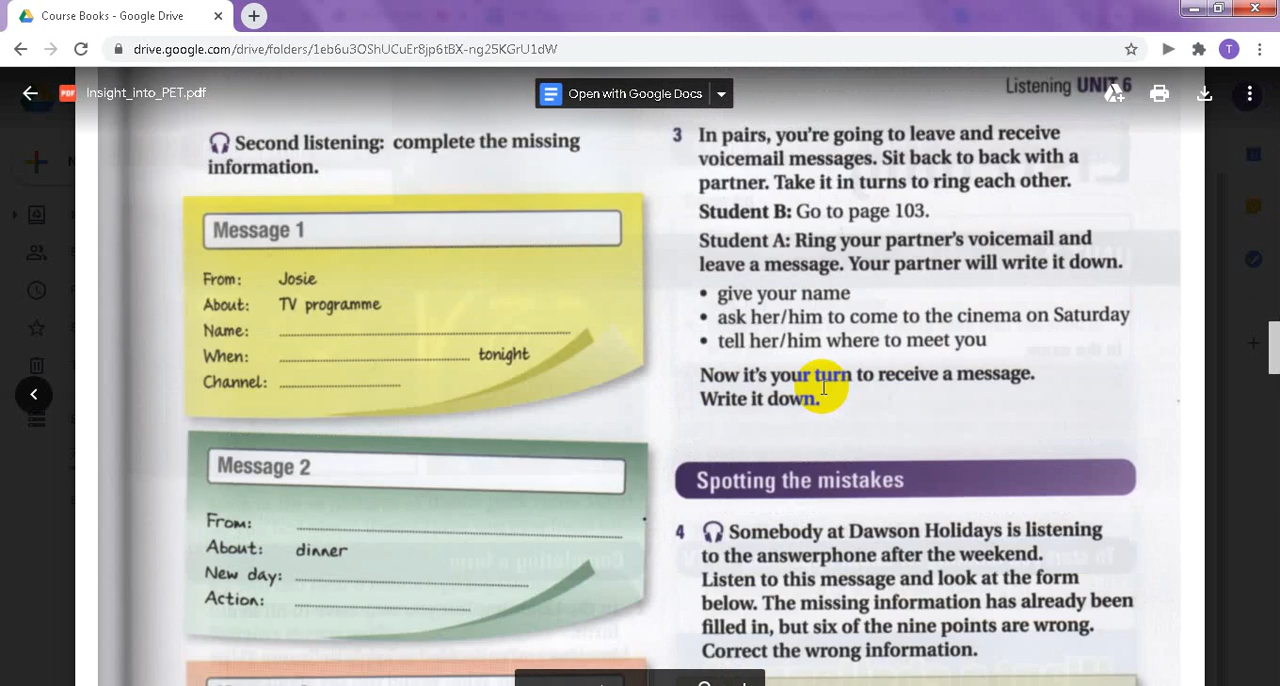 Course Books - Google Drive
drive.google.com/drive/folders/1eb6u3OShUCuEr8jp6tBX-ng25KGrU1dW
T
PDF
Insight_into_PET.pdf
Open with Google Docs
Listening UNIT 6
Second listening: complete the missing
information.
Message 1
From: Josie
About: TV programme
Name:
When: tonight
Channel:
Message 2
From:
About: dinner
New day:
Action:
3 In pairs, you're going to leave and receive
voicemail messages. Sit back to back with a
partner. Take it in turns to ring each other.
Student B: Go to page 103.
Student A: Ring your partner's voicemail and
leave a message. Your partner will write it down.
• give your name
• ask her/him to come to the cinema on Saturday
• tell her/him where to meet you
Now it's your turn to receive a message.
Write it down.
Spotting the mistakes
4 Somebody at Dawson Holidays is listening
to the answerphone after the weekend.
Listen to this message and look at the form
below. The missing information has already been
filled in, but six of the nine points are wrong.
Correct the wrong information.